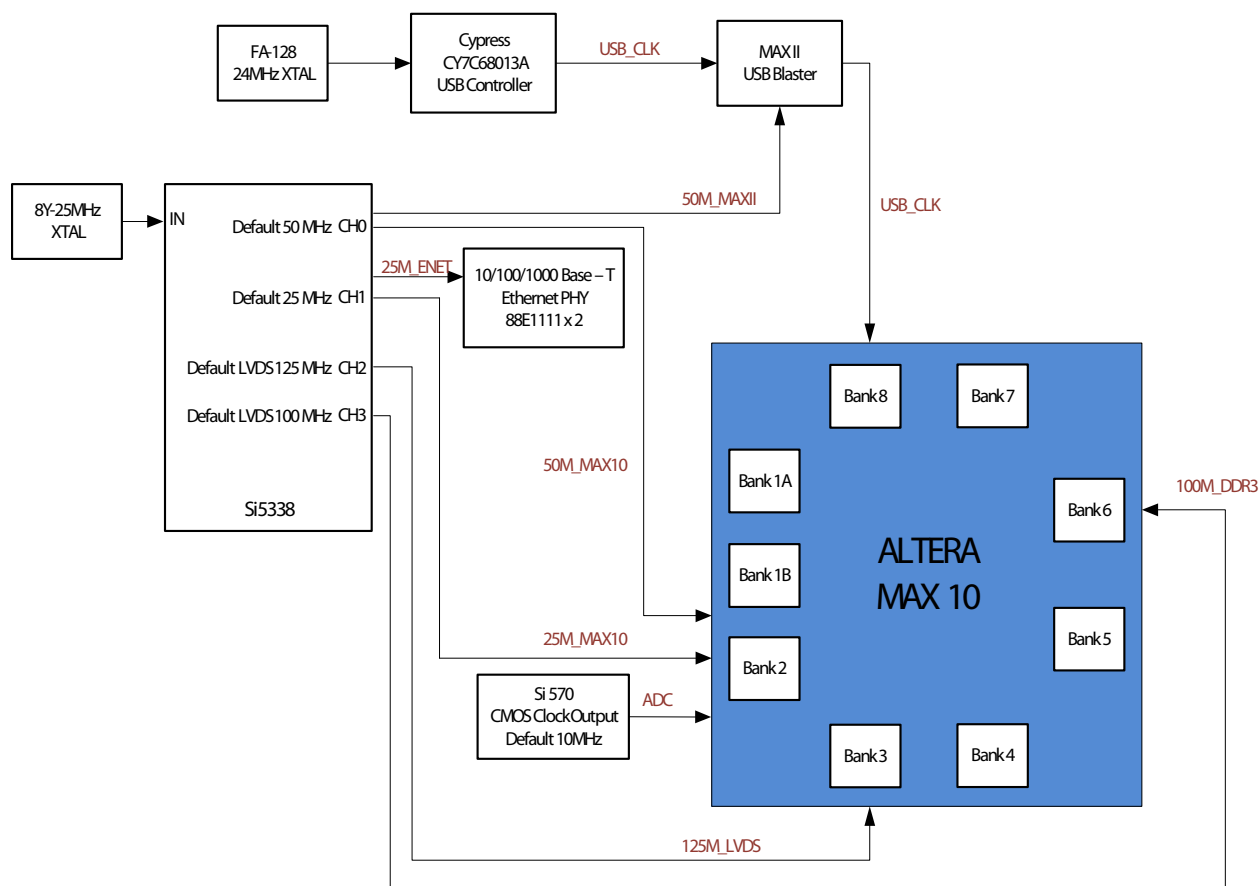 FA-128
24MHz XTAL
Cypress
CY7C68013A
USB Controller
USB_CLK
MAX II
USB Blaster
8Y-25MHz
XTAL
IN
Default 50 MHz CH0
Default 25 MHz CH1
Default LVDS 125 MHz CH2
Default LVDS 100 MHz CH3
Si5338
50M_MAXII
25M_ENET
10/100/1000 Base – T
Ethernet PHY
88E1111 x 2
USB_CLK
50M_MAX10
25M_MAX10
Si 570
CMOS Clock Output
Default 10MHz
ADC
125M_LVDS
100M_DDR3
Bank 8
Bank 7
Bank 1A
Bank 6
Bank 1B
ALTERA
MAX 10
Bank 2
Bank 5
Bank 3
Bank 4